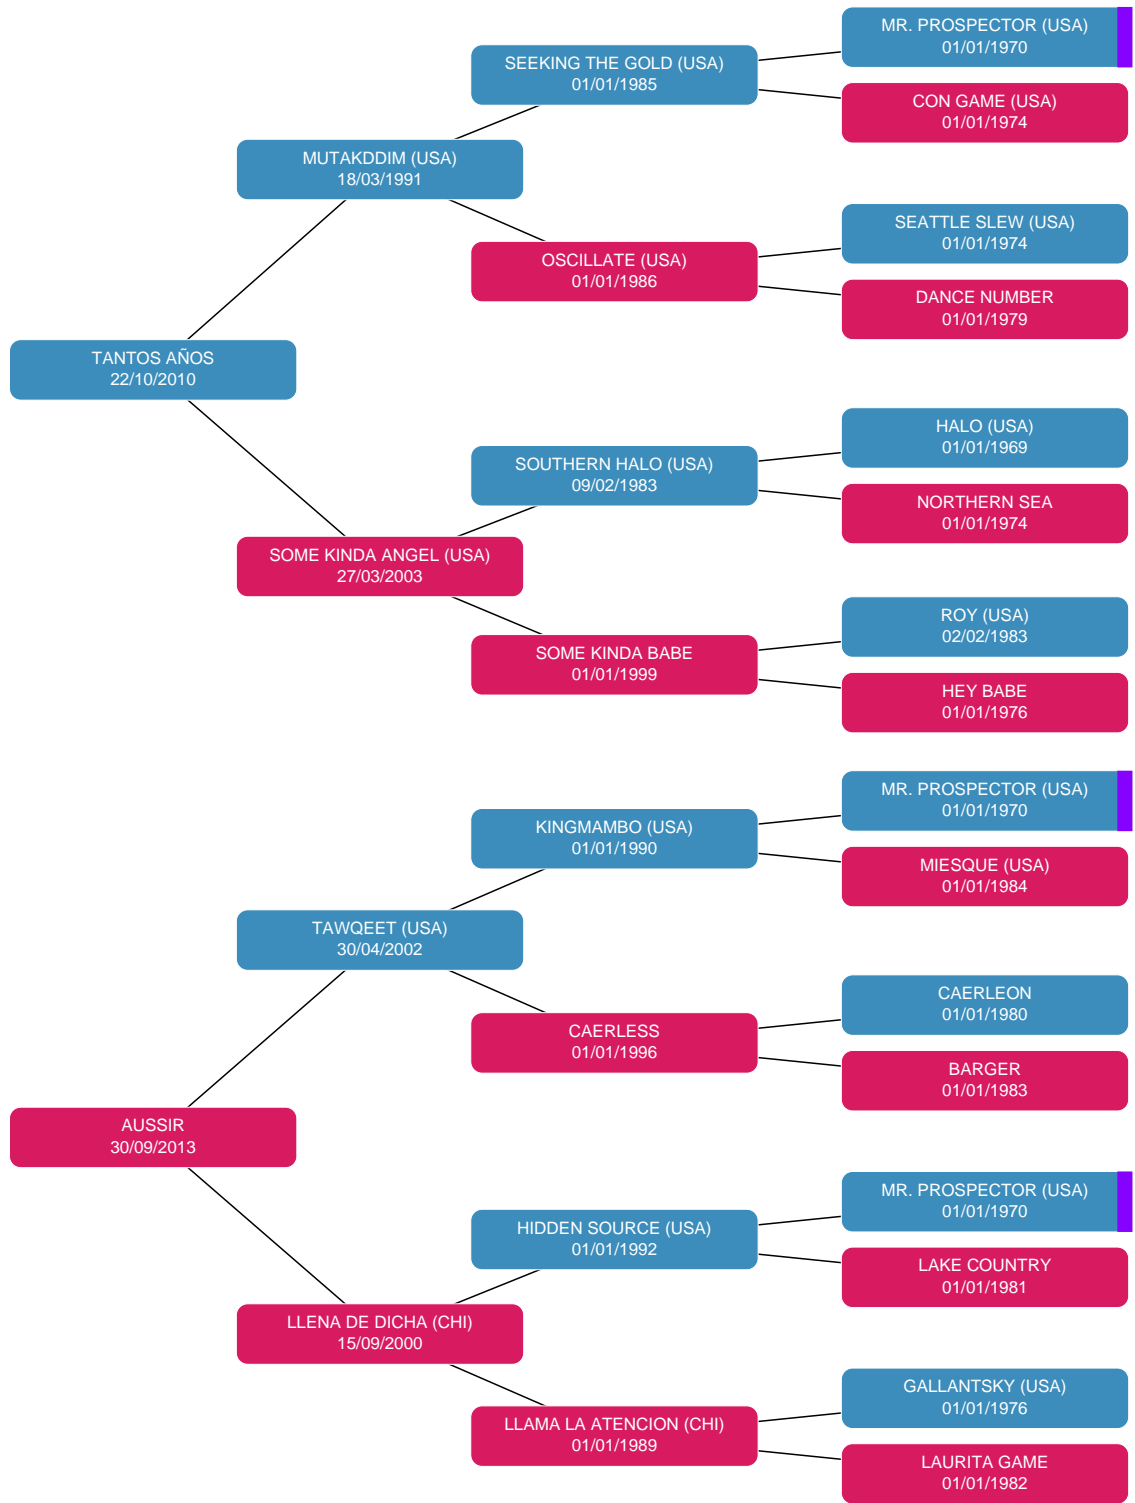 MR. PROSPECTOR (USA)
01/01/1970
SEEKING THE GOLD (USA)
01/01/1985
CON GAME (USA)
01/01/1974
MUTAKDDIM (USA)
18/03/1991
SEATTLE SLEW (USA)
01/01/1974
OSCILLATE (USA)
01/01/1986
DANCE NUMBER
01/01/1979
TANTOS AÑOS
22/10/2010
HALO (USA)
01/01/1969
SOUTHERN HALO (USA)
09/02/1983
NORTHERN SEA
01/01/1974
SOME KINDA ANGEL (USA)
27/03/2003
ROY (USA)
02/02/1983
SOME KINDA BABE
01/01/1999
HEY BABE
01/01/1976
MR. PROSPECTOR (USA)
01/01/1970
KINGMAMBO (USA)
01/01/1990
MIESQUE (USA)
01/01/1984
TAWQEET (USA)
30/04/2002
CAERLEON
01/01/1980
CAERLESS
01/01/1996
BARGER
01/01/1983
AUSSIR
30/09/2013
MR. PROSPECTOR (USA)
01/01/1970
HIDDEN SOURCE (USA)
01/01/1992
LAKE COUNTRY
01/01/1981
LLENA DE DICHA (CHI)
15/09/2000
GALLANTSKY (USA)
01/01/1976
LLAMA LA ATENCION (CHI)
01/01/1989
LAURITA GAME
01/01/1982